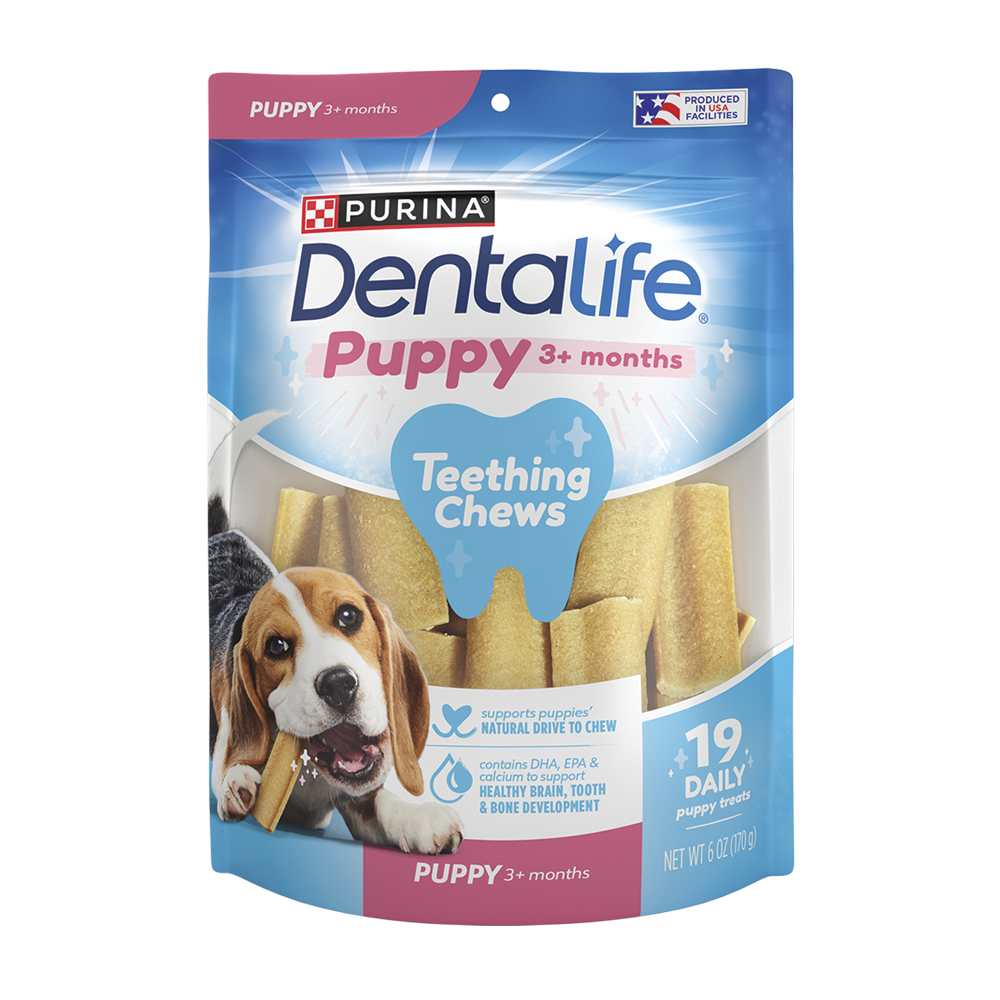 PUPPY 3+ months
PRODUCED
IN USA
FACILITIES
PURINA®
DentaLife®
Puppy 3+ months
Teething
Chews
supports puppies'
NATURAL DRIVE TO CHEW
contains DHA, EPA &
calcium to support
HEALTHY BRAIN, TOOTH
& BONE DEVELOPMENT
19
DAILY
puppy treats
NET WT 6 OZ (170 g)
PUPPY 3+ months